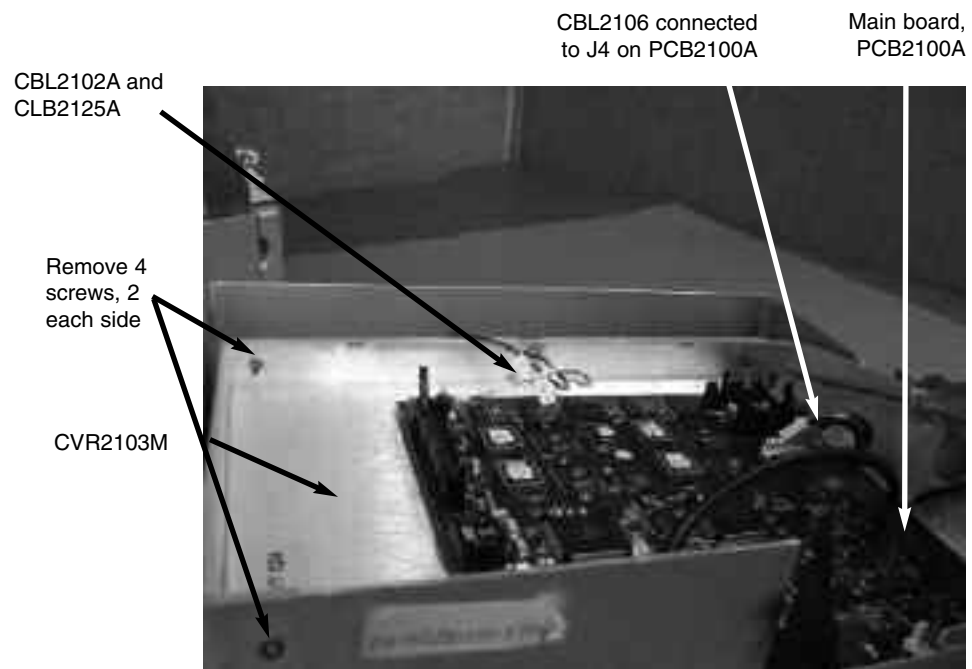 CBL2106 connected
to J4 on PCB2100A
Main board,
PCB2100A
CBL2102A and
CLB2125A
Remove 4
screws, 2
each side
CVR2103M